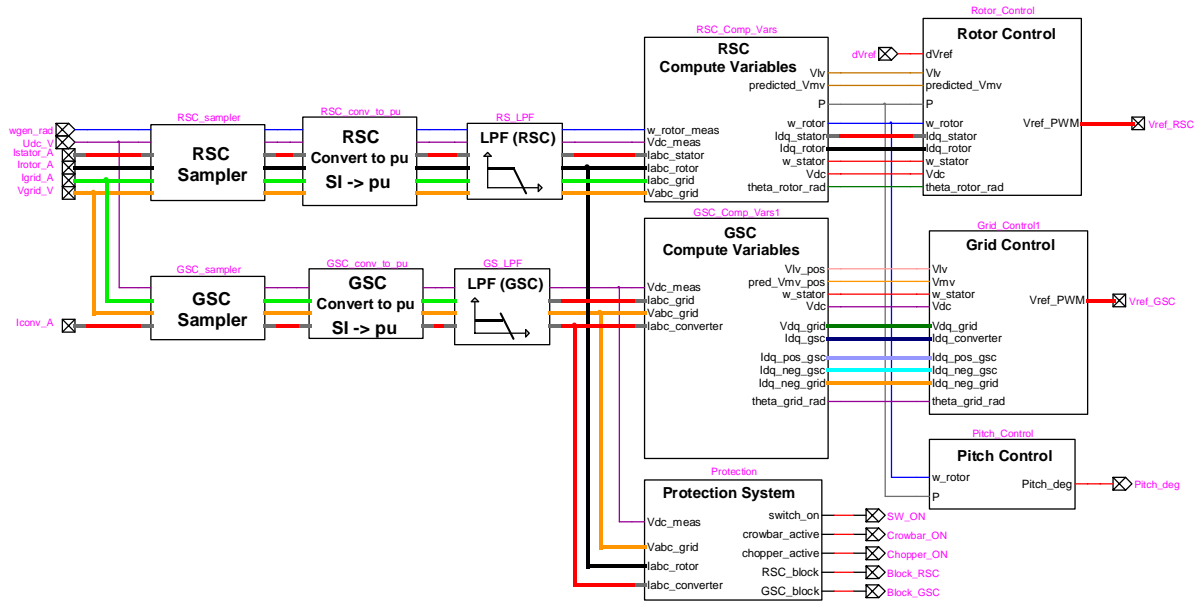 Rotor_Control
RSC_Comp_Vars
RSC
Compute Variables
Rotor Control
dVref
dVref
Vlv
predicted_Vmv
P
w_rotor
Idq_stator
Idq_rotor
w_stator
Vdc
theta_rotor_rad
Vlv
predicted_Vmv
P
w_rotor
Idq_stator
Idq_rotor
w_stator
Vdc
theta_rotor_rad
Vref_PWM
Vref_RSC
wgen_rad
Udc_V
Istator_A
Irotor_A
Igrid_A
Vgrid_V
RSC_sampler
RSC
Sampler
RSC_conv_to_pu
RSC
Convert to pu
SI -> pu
RS_LPF
LPF (RSC)
w_rotor_meas
Vdc_meas
Iabc_stator
Iabc_rotor
Iabc_grid
Vabc_grid
GSC_Comp_Vars1
GSC
Compute Variables
Grid_Control1
Grid Control
GSC_sampler
GSC
Sampler
GSC_conv_to_pu
GSC
Convert to pu
SI -> pu
GS_LPF
LPF (GSC)
Iconv_A
Vdc_meas
Iabc_grid
Vabc_grid
Iabc_converter
Vlv_pos
pred_Vmv_pos
w_stator
Vdc
Vdq_grid
Idq_gsc
Idq_pos_gsc
Idq_neg_gsc
Idq_neg_grid
theta_grid_rad
Vlv
Vmv
w_stator
Vdc
Vdq_grid
Idq_converter
Idq_pos_gsc
Idq_neg_gsc
Idq_neg_grid
theta_grid_rad
Vref_PWM
Vref_GSC
Pitch_Control
Pitch Control
w_rotor
P
Pitch_deg
Pitch_deg
Protection
Protection System
Vdc_meas
Vabc_grid
Iabc_rotor
Iabc_converter
switch_on
crowbar_active
chopper_active
RSC_block
GSC_block
SW_ON
Crowbar_ON
Chopper_ON
Block_RSC
Block_GSC